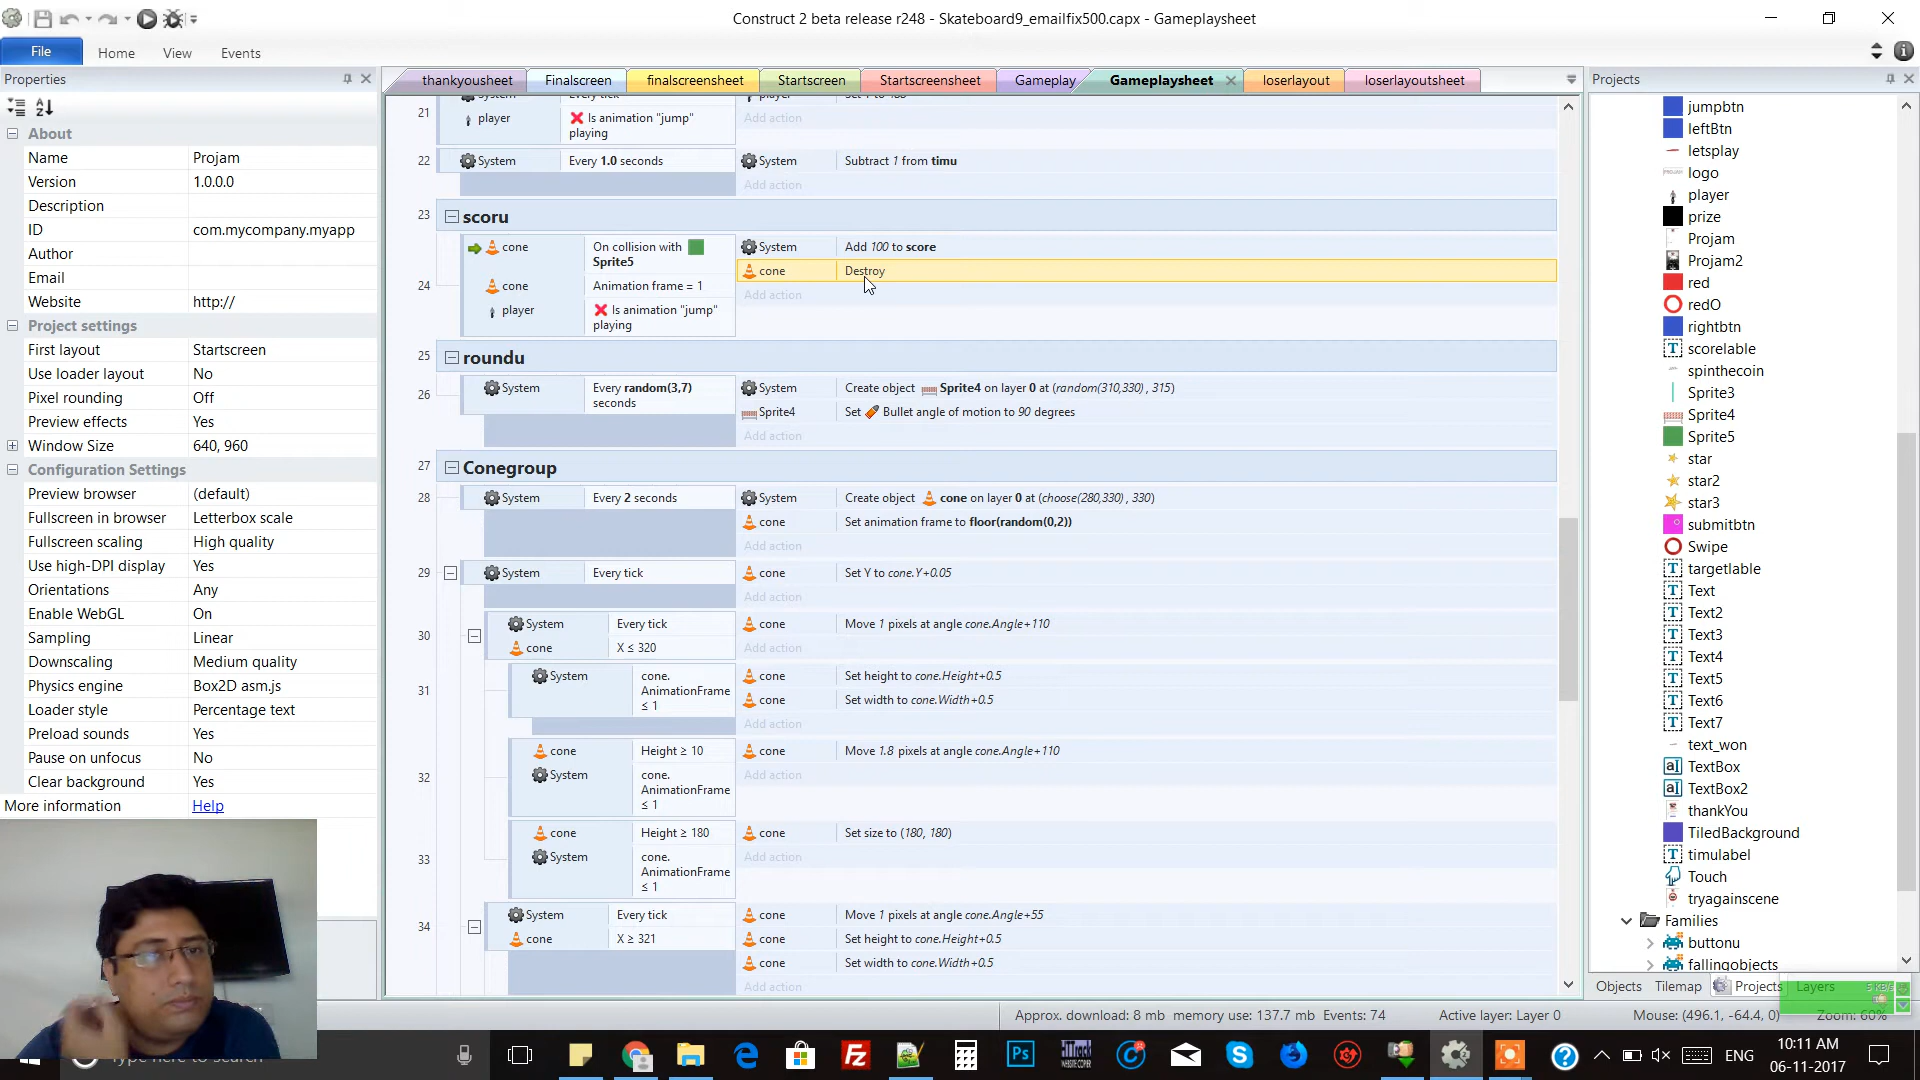 Construct 2 beta release r248 - Skateboard9_emailfix500.capx - Gameplaysheet
File Home View Events
Properties
thankyousheet Finalscreen finalscreensheet Startscreen Startscreensheet Gameplay Gameplaysheet loserlayout loserlayoutsheet
Projects
About
Name Projam
Version 1.0.0.0
Description
ID com.mycompany.myapp
Author
Email
Website http://
Project settings
First layout Startscreen
Use loader layout No
Pixel rounding Off
Preview effects Yes
Window Size 640, 960
Configuration Settings
Preview browser (default)
Fullscreen in browser Letterbox scale
Fullscreen scaling High quality
Use high-DPI display Yes
Orientations Any
Enable WebGL On
Sampling Linear
Downscaling Medium quality
Physics engine Box2D asm.js
Loader style Percentage text
Preload sounds Yes
Pause on unfocus No
Clear background Yes
More information Help
21
player Is animation "jump"
playing
Add action
22 System Every 1.0 seconds System Subtract 1 from timu
Add action
23 scoru
24
cone On collision with
Sprite5
System Add 100 to score
cone Destroy
cone Animation frame = 1
Add action
player Is animation "jump"
playing
25 roundu
26
System Every random(3,7)
seconds
System Create object Sprite4 on layer 0 at (random(310,330) , 315)
Sprite4 Set Bullet angle of motion to 90 degrees
Add action
27 Conegroup
28 System Every 2 seconds System Create object cone on layer 0 at (choose(280,330) , 330)
cone Set animation frame to floor(random(0,2))
Add action
29 System Every tick cone Set Y to cone.Y+0.05
Add action
30
System Every tick cone Move 1 pixels at angle cone.Angle+110
cone X ≤ 320 Add action
31
System cone.
AnimationFrame
≤ 1
cone Set height to cone.Height+0.5
cone Set width to cone.Width+0.5
Add action
32
cone Height ≥ 10 cone Move 1.8 pixels at angle cone.Angle+110
System cone.
AnimationFrame
≤ 1
Add action
33
cone Height ≥ 180 cone Set size to (180, 180)
System cone.
AnimationFrame
≤ 1
Add action
34
System Every tick cone Move 1 pixels at angle cone.Angle+55
cone X ≥ 321 cone Set height to cone.Height+0.5
cone Set width to cone.Width+0.5
Add action
jumpbtn
leftBtn
letsplay
logo
player
prize
Projam
Projam2
red
redO
rightbtn
scorelable
spinthecoin
Sprite3
Sprite4
Sprite5
star
star2
star3
submitbtn
Swipe
targetlable
Text
Text2
Text3
Text4
Text5
Text6
Text7
text_won
TextBox
TextBox2
thankYou
TiledBackground
timulabel
Touch
tryagainscene
Families
buttonu
fallingobjects
Objects Tilemap Projects Layers
Approx. download: 8 mb memory use: 137.7 mb Events: 74 Active layer: Layer 0 Mouse: (496.1, -64.4, 0) Zoom: 60%
Type here to search
ENG
10:11 AM
06-11-2017